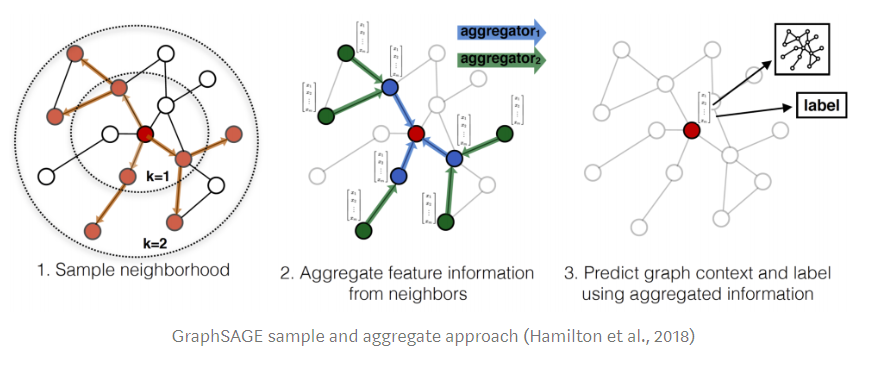 aggregator1
aggregator2
label
k=1
k=2
1. Sample neighborhood
2. Aggregate feature information
from neighbors
3. Predict graph context and label
using aggregated information
GraphSAGE sample and aggregate approach (Hamilton et al., 2018)